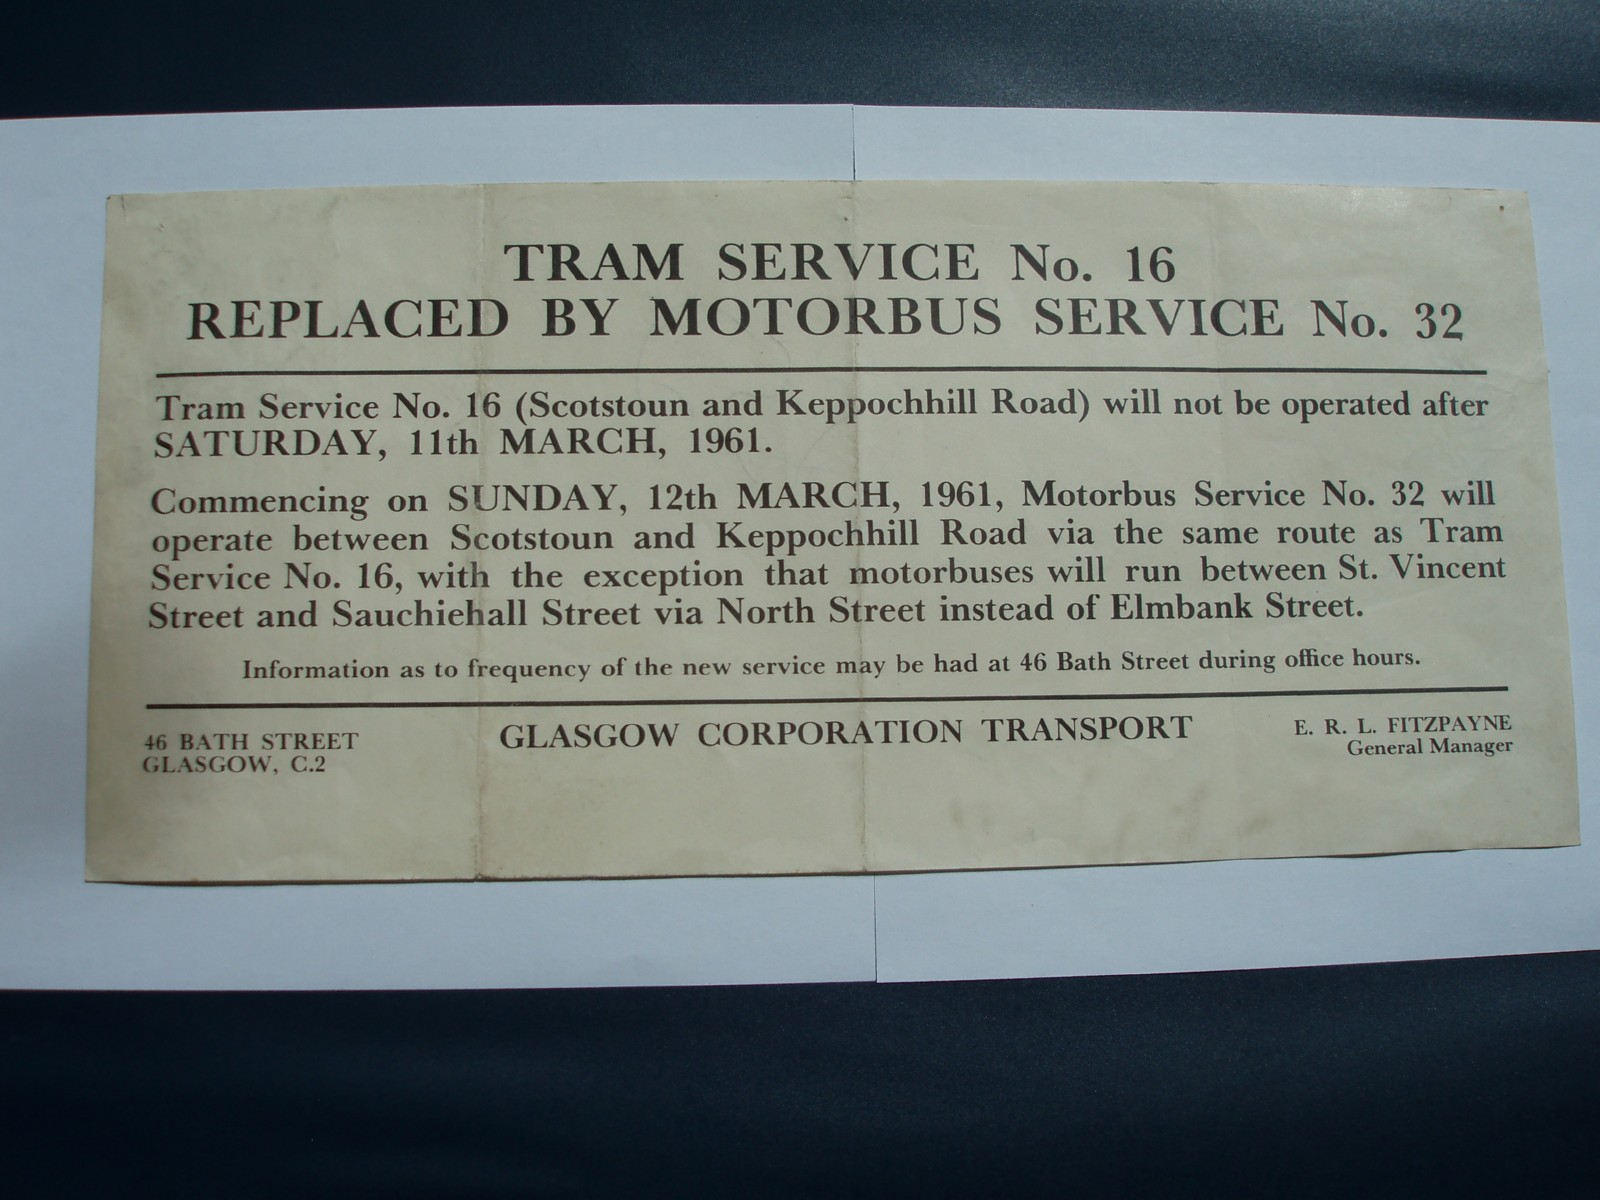 TRAM SERVICE No. 16
REPLACED BY MOTORBUS SERVICE No. 32
Tram Service No. 16 (Scotstoun and Keppochhill Road) will not be operated after
SATURDAY, 11th MARCH, 1961.
Commencing on SUNDAY, 12th MARCH, 1961, Motorbus Service No. 32 will
operate between Scotstoun and Keppochhill Road via the same route as Tram
Service No. 16, with the exception that motorbuses will run between St. Vincent
Street and Sauchiehall Street via North Street instead of Elmbank Street.
Information as to frequency of the new service may be had at 46 Bath Street during office hours.
46 BATH STREET
GLASGOW, C.2
GLASGOW CORPORATION TRANSPORT
E. R. L. FITZPAYNE
General Manager